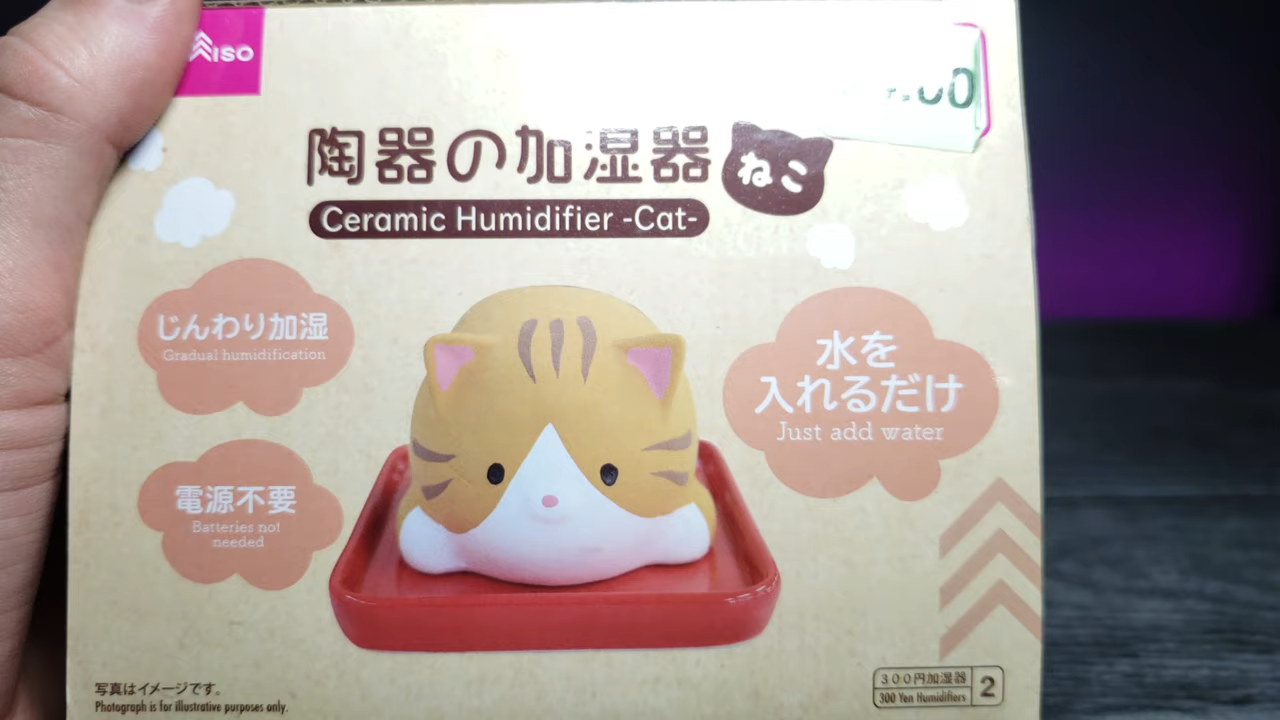 ISO
.00
陶器の加湿器
ねこ
Ceramic Humidifier -Cat-
じんわり加湿
Gradual humidification
水を
入れるだけ
Just add water
電源不要
Batteries not
needed
写真はイメージです。
Photograph is for illustrative purposes only.
300円加湿器
300 Yen Humidifiers
2